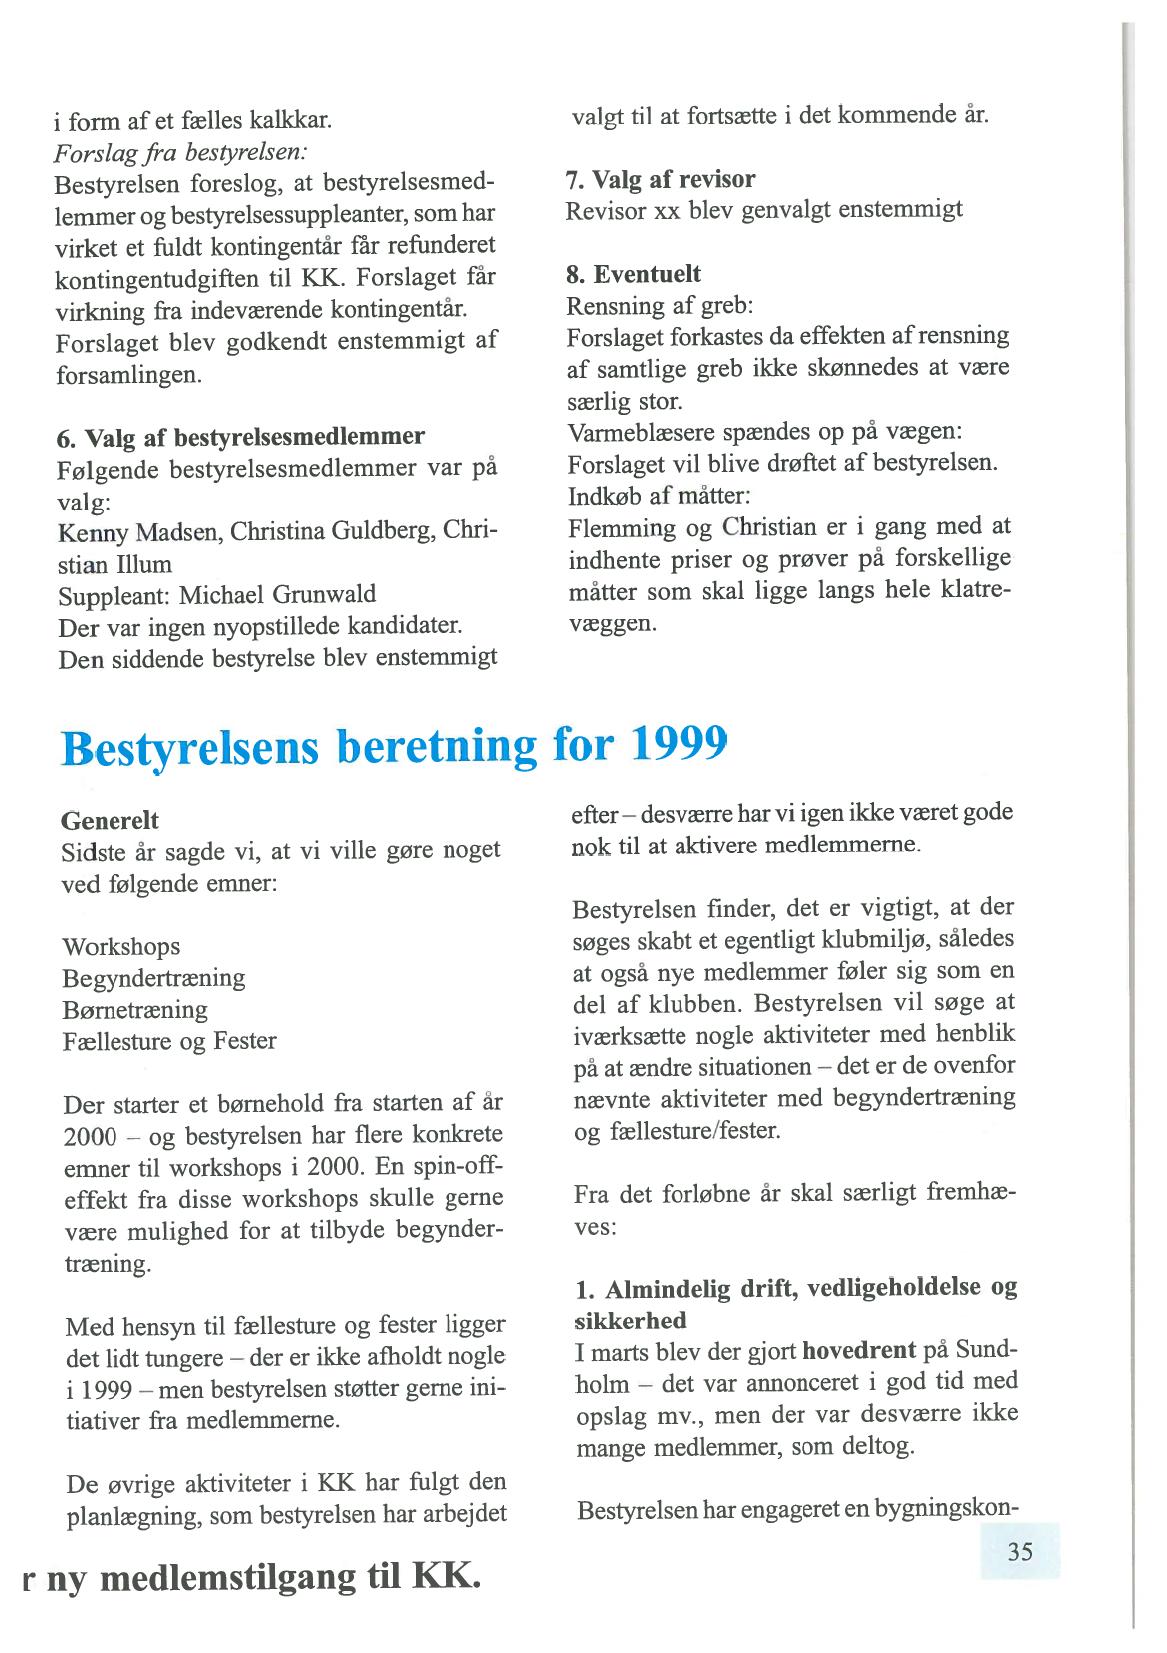 i form af et fælles kalkkar.
Forslag fra bestyrelsen:
Bestyrelsen foreslog, at bestyrelsesmed-
lemmer og bestyrelsessuppleanter, som har
virket et fuldt kontingentår får refunderet
kontingentudgiften til KK. Forslaget får
virkning fra indeværende kontingentår.
Forslaget blev godkendt enstemmigt af
forsamlingen.
6. Valg af bestyrelsesmedlemmer
Følgende bestyrelsesmedlemmer var på
valg:
Kenny Madsen, Christina Guldberg, Chri-
stian Illum
Suppleant: Michael Grunwald
Der var ingen nyopstillede kandidater.
Den siddende bestyrelse blev enstemmigt
valgt til at fortsætte i det kommende år.
7. Valg af revisor
Revisor xx blev genvalgt enstemmigt
8. Eventuelt
Rensning af greb:
Forslaget forkastes da effekten af rensning
af samtlige greb ikke skønnedes at være
særlig stor.
Varmeblæsere spændes op på vægen:
Forslaget vil blive drøftet af bestyrelsen.
Indkøb af måtter:
Flemming og Christian er i gang med at
indhente priser og prøver på forskellige
måtter som skal ligge langs hele klatre-
væggen.
Bestyrelsens beretning for 1999
Generelt
Sidste år sagde vi, at vi ville gøre noget
ved følgende emner:
Workshops
Begyndertræning
Børnetræning
Fællesture og Fester
Der starter et børnehold fra starten af år
2000 – og bestyrelsen har flere konkrete
emner til workshops i 2000. En spin-off-
effekt fra disse workshops skulle gerne
være mulighed for at tilbyde begynder-
træning.
Med hensyn til fællesture og fester ligger
det lidt tungere – der er ikke afholdt nogle
i 1999 – men bestyrelsen støtter gerne ini-
tiativer fra medlemmerne.
De øvrige aktiviteter i KK har fulgt den
planlægning, som bestyrelsen har arbejdet
efter – desværre har vi igen ikke været gode
nok til at aktivere medlemmerne.
Bestyrelsen finder, det er vigtigt, at der
søges skabt et egentligt klubmiljø, således
at også nye medlemmer føler sig som en
del af klubben. Bestyrelsen vil søge at
iværksætte nogle aktiviteter med henblik
på at ændre situationen – det er de ovenfor
nævnte aktiviteter med begyndertræning
og fællesture/fester.
Fra det forløbne år skal særligt fremhæ-
ves:
1. Almindelig drift, vedligeholdelse og
sikkerhed
I marts blev der gjort hovedrent på Sund-
holm – det var annonceret i god tid med
opslag mv., men der var desværre ikke
mange medlemmer, som deltog.
Bestyrelsen har engageret en bygningskon-
35
r ny medlemstilgang til KK.